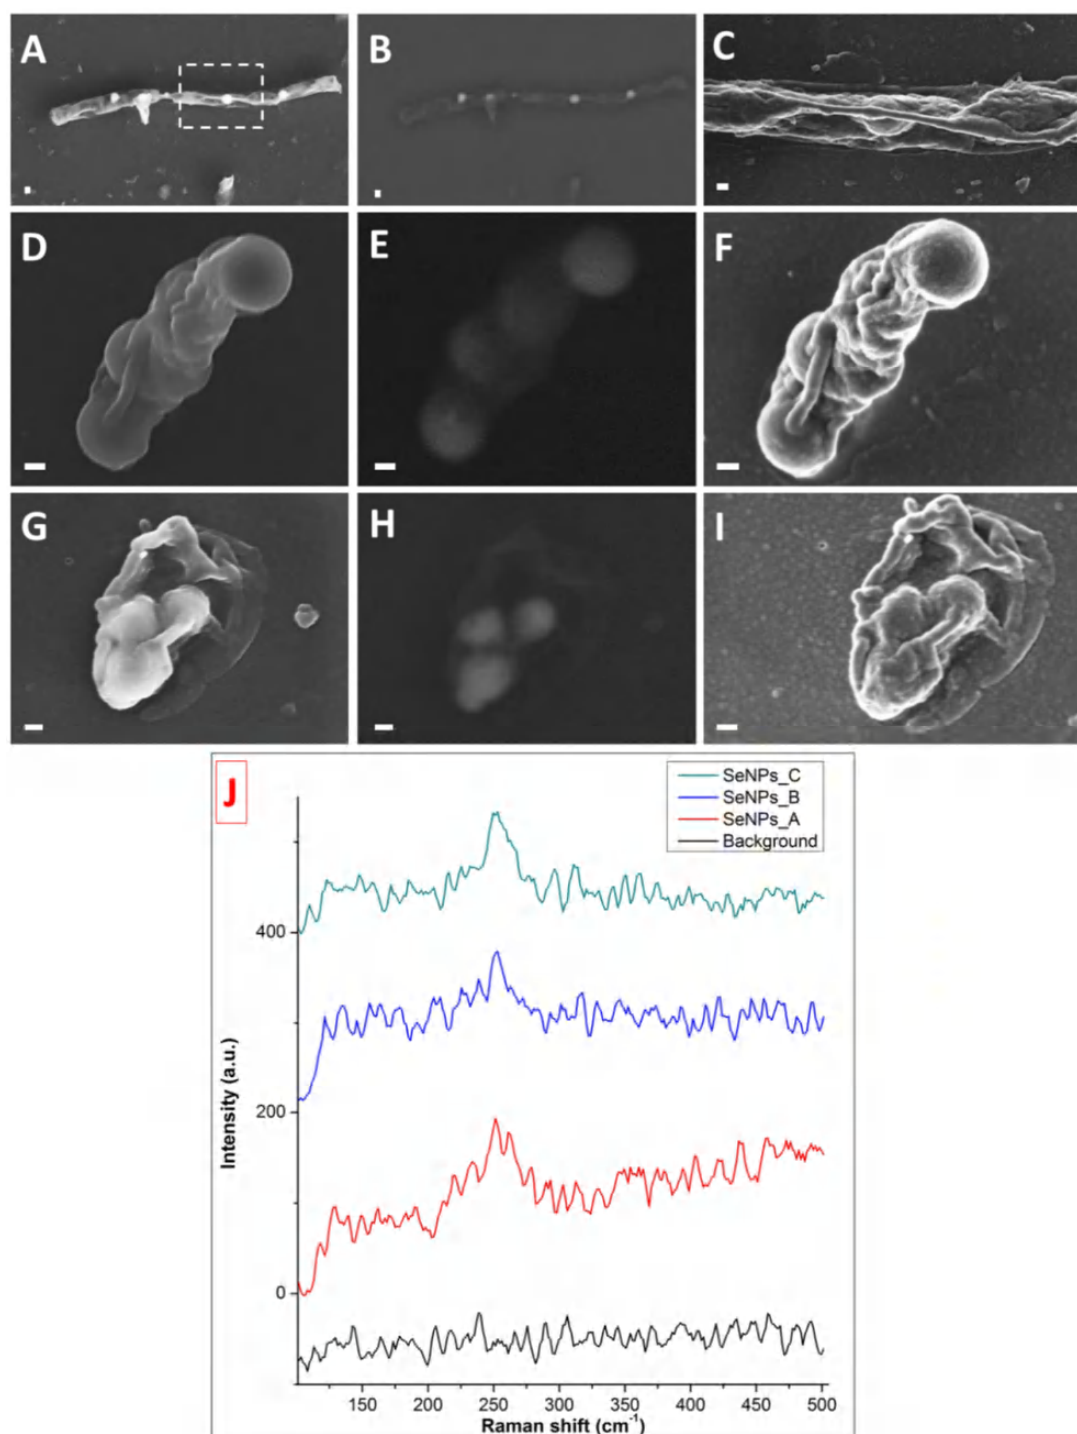 A
B
C
D
E
F
G
H
I
J
SeNPs_C
SeNPs_B
SeNPs_A
Background
400
200
0
Intensity (a.u.)
150 200 250 300 350 400 450 500
Raman shift (cm⁻¹)